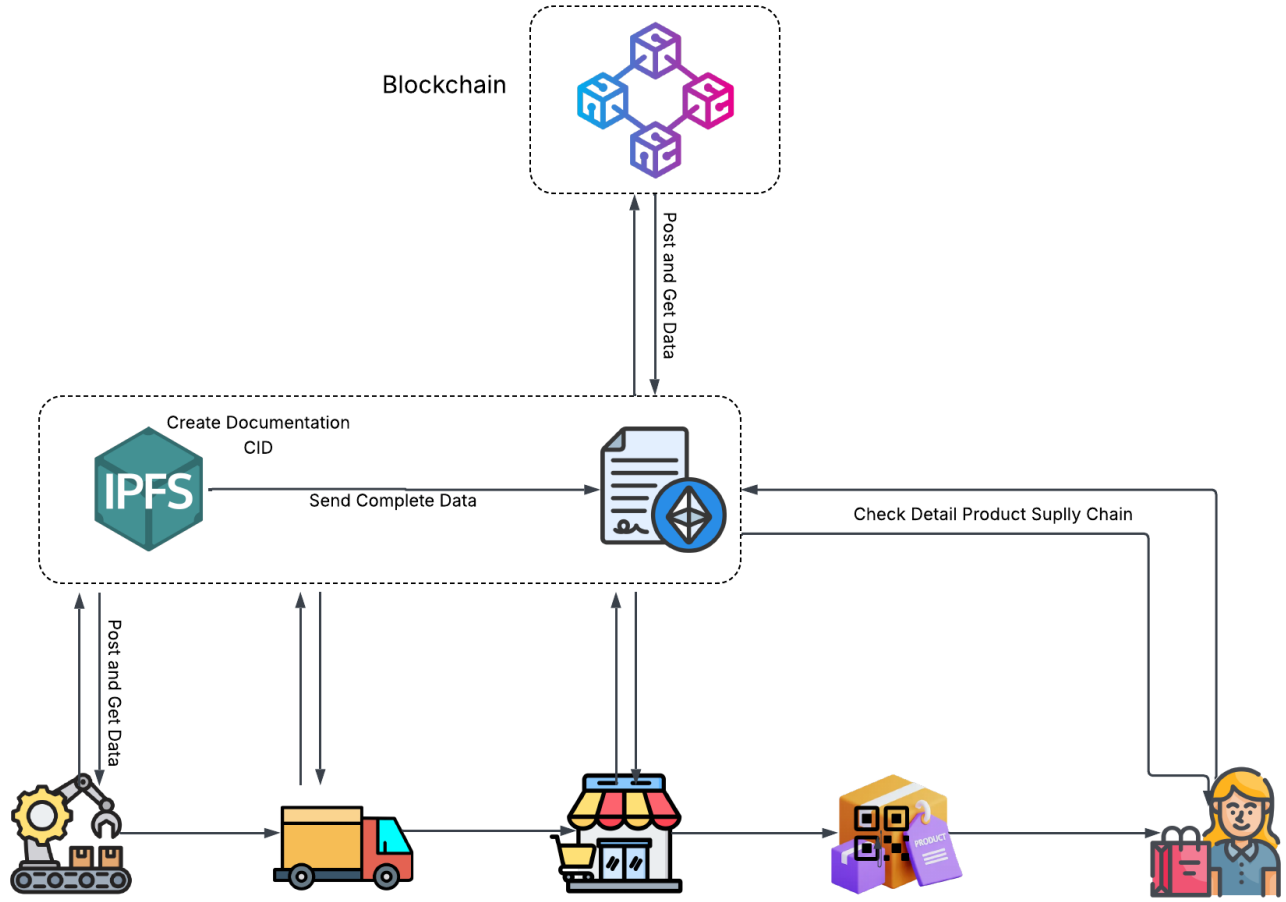 Blockchain
Post and Get Data
Create Documentation
CID
IPFS
Send Complete Data
Check Detail Product Suplly Chain
Post and Get Data
PRODUCT